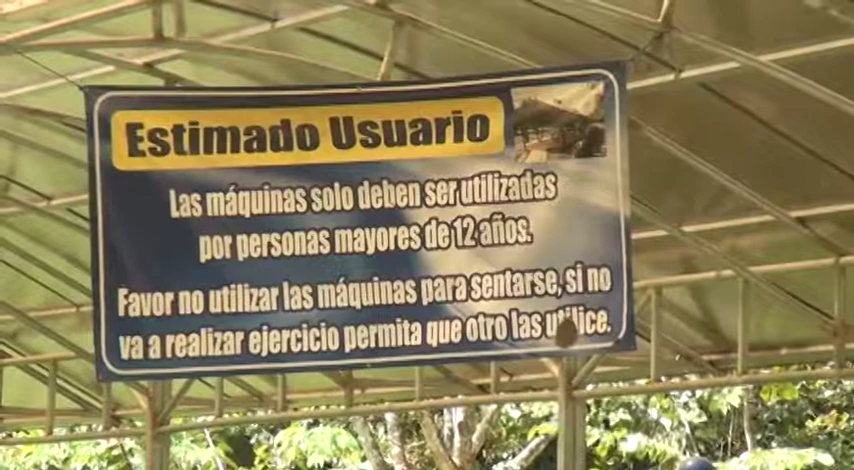 Estimado Usuario
Las máquinas solo deben ser utilizadas
por personas mayores de 12 años.
Favor no utilizar las máquinas para sentarse, si no
va a realizar ejercicio permita que otro las utilice.